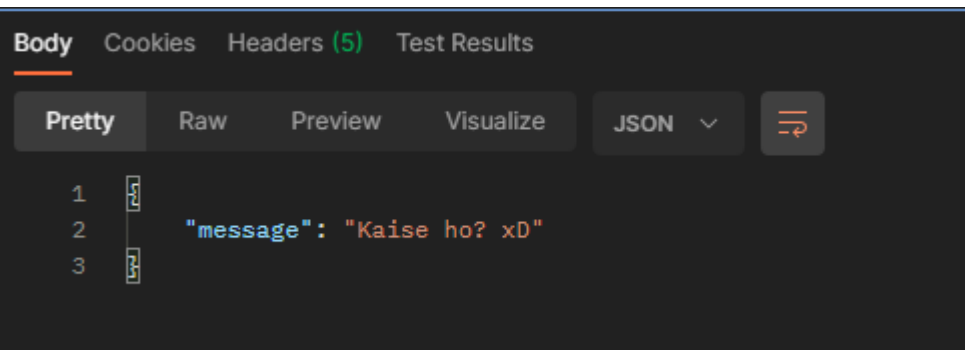 Body Cookies Headers (5) Test Results
Pretty Raw Preview Visualize JSON
1 {
2 "message": "Kaise ho? xD"
3 }